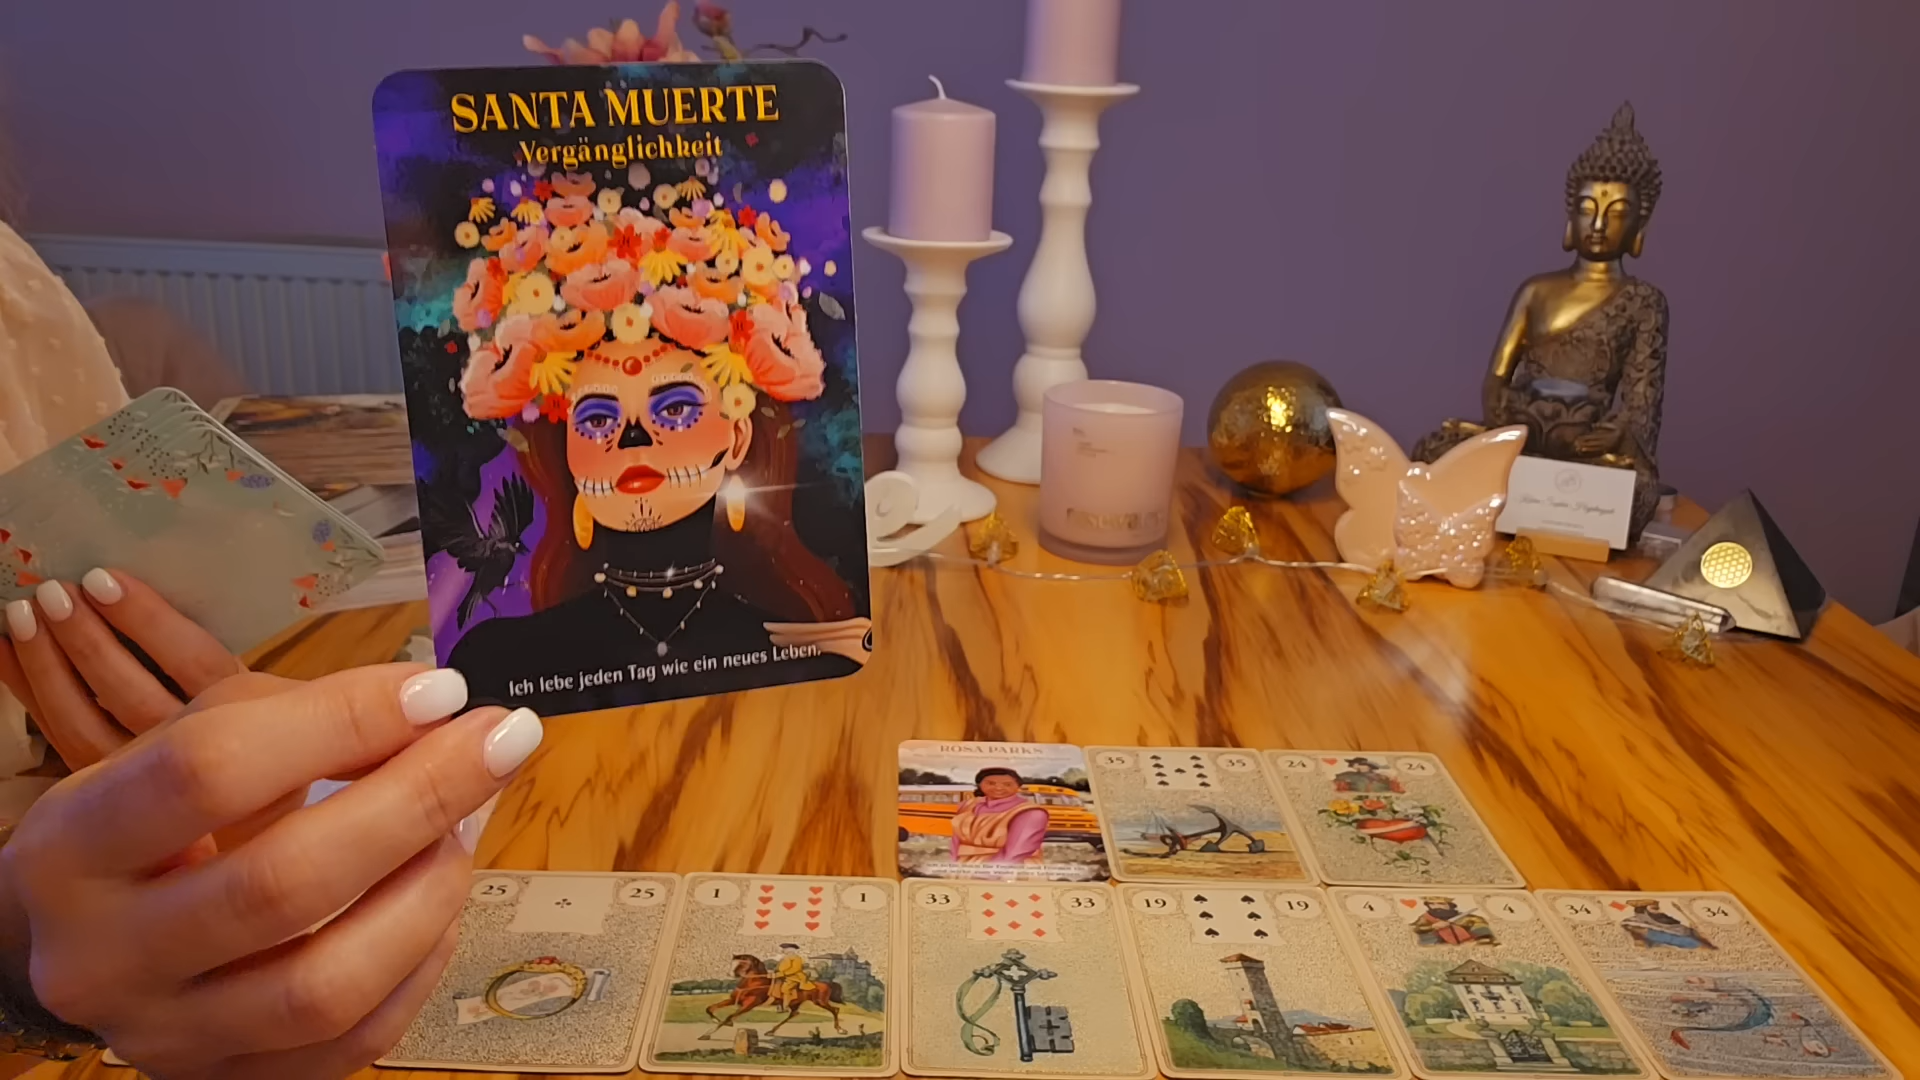 SANTA MUERTE
Vergänglichkeit
Ich lebe jeden Tag wie ein neues Leben,
ROSA PARKS
35 35
24 24
25 25
1 1
33 33
19 19
4 4
34 34